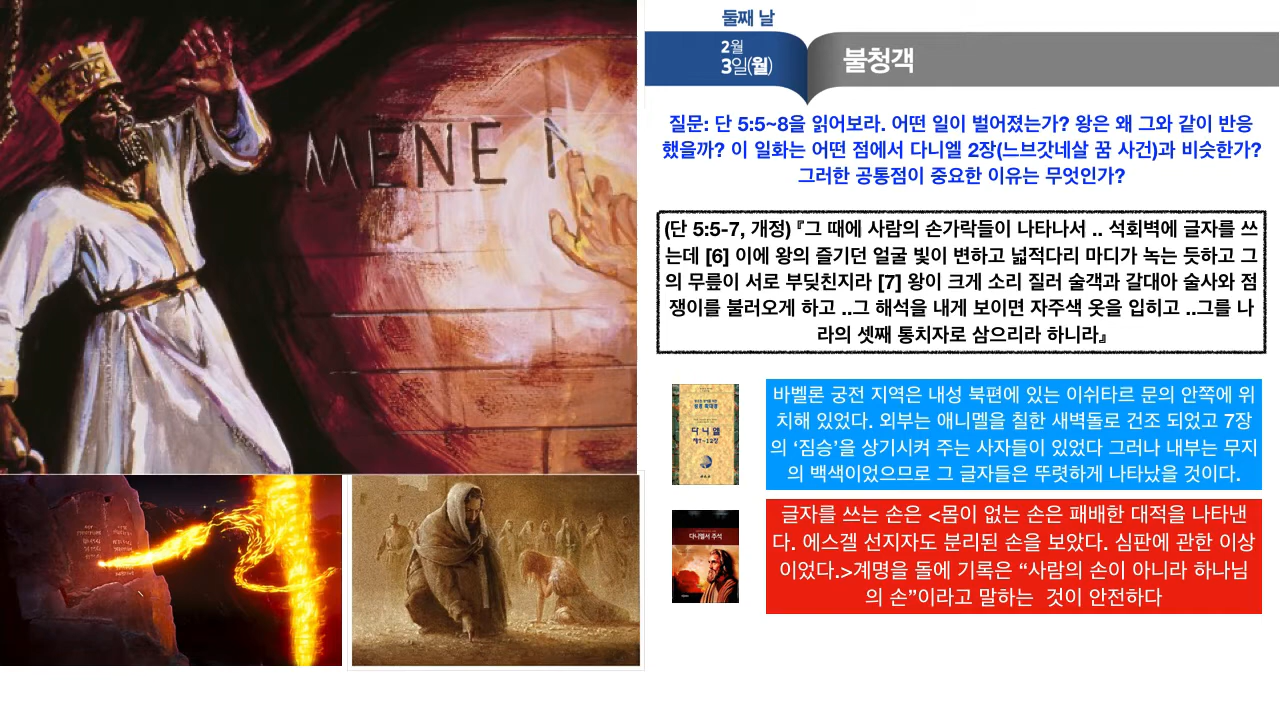 둘째 날
2월
3일(월)
불청객
질문: 단 5:5~8을 읽어보라. 어떤 일이 벌어졌는가? 왕은 왜 그와 같이 반응
했을까? 이 일화는 어떤 점에서 다니엘 2장(느브갓네살 꿈 사건)과 비슷한가?
그러한 공통점이 중요한 이유는 무엇인가?
(단 5:5-7, 개정)『그 때에 사람의 손가락들이 나타나서 .. 석회벽에 글자를 쓰
는데 [6] 이에 왕의 즐기던 얼굴 빛이 변하고 넓적다리 마디가 녹는 듯하고 그
의 무릎이 서로 부딪친지라 [7] 왕이 크게 소리 질러 술객과 갈대아 술사와 점
쟁이를 불러오게 하고 ..그 해석을 내게 보이면 자주색 옷을 입히고 ..그를 나
라의 셋째 통치자로 삼으리라 하니라』
바벨론 궁전 지역은 내성 북편에 있는 이쉬타르 문의 안쪽에 위
치해 있었다. 외부는 애니멜을 칠한 새벽돌로 건조 되었고 7장
의 ‘짐승’을 상기시켜 주는 사자들이 있었다 그러나 내부는 무지
의 백색이었으므로 그 글자들은 뚜렷하게 나타났을 것이다.
글자를 쓰는 손은 <몸이 없는 손은 패배한 대적을 나타낸
다. 에스겔 선지자도 분리된 손을 보았다. 심판에 관한 이상
이었다.>계명을 돌에 기록은 “사람의 손이 아니라 하나님
의 손”이라고 말하는  것이 안전하다
MENE
다 니 엘
다니엘서 주석